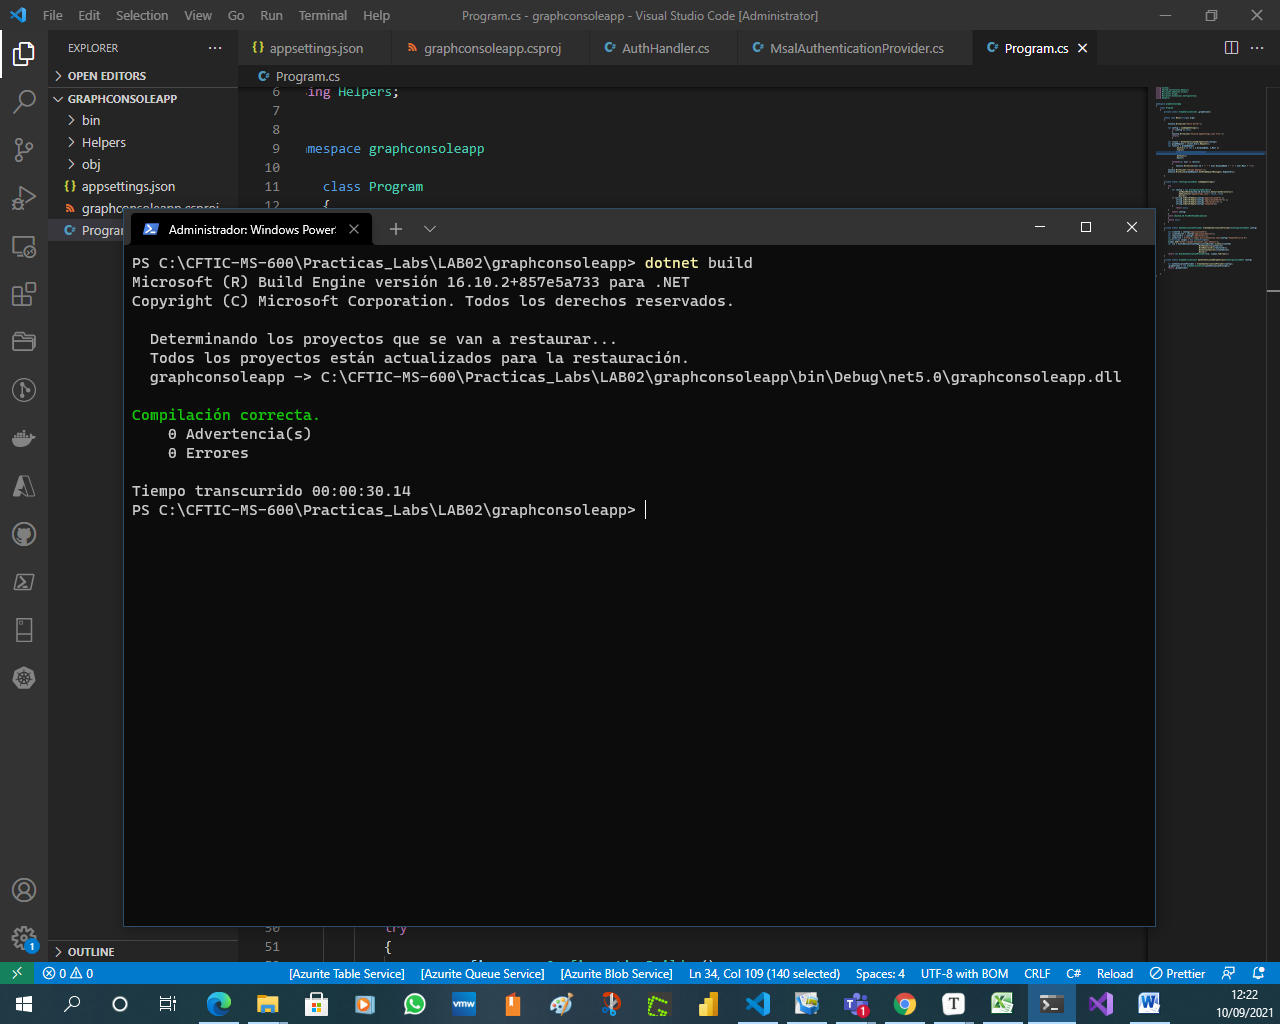 File Edit Selection View Go Run Terminal Help
Program.cs - graphconsoleapp - Visual Studio Code [Administrator]
EXPLORER
appsettings.json
graphconsoleapp.csproj
AuthHandler.cs
MsalAuthenticationProvider.cs
Program.cs
OPEN EDITORS
Program.cs
GRAPHCONSOLEAPP
bin
Helpers
obj
appsettings.json
graphconsoleapp.csproj
Program
6 ing Helpers;
7
8
9 mespace graphconsoleapp
10
11 class Program
12 {
Administrador: Windows Power
PS C:\CFTIC-MS-600\Practicas_Labs\LAB02\graphconsoleapp> dotnet build
Microsoft (R) Build Engine versión 16.10.2+857e5a733 para .NET
Copyright (C) Microsoft Corporation. Todos los derechos reservados.
Determinando los proyectos que se van a restaurar...
Todos los proyectos están actualizados para la restauración.
graphconsoleapp -> C:\CFTIC-MS-600\Practicas_Labs\LAB02\graphconsoleapp\bin\Debug\net5.0\graphconsoleapp.dll
Compilación correcta.
0 Advertencia(s)
0 Errores
Tiempo transcurrido 00:00:30.14
PS C:\CFTIC-MS-600\Practicas_Labs\LAB02\graphconsoleapp>
50 try
51 {
OUTLINE
0 0
[Azurite Table Service] [Azurite Queue Service] [Azurite Blob Service] Ln 34, Col 109 (140 selected) Spaces: 4 UTF-8 with BOM CRLF C# Reload Prettier
1
vmw
T
1
12:22
10/09/2021